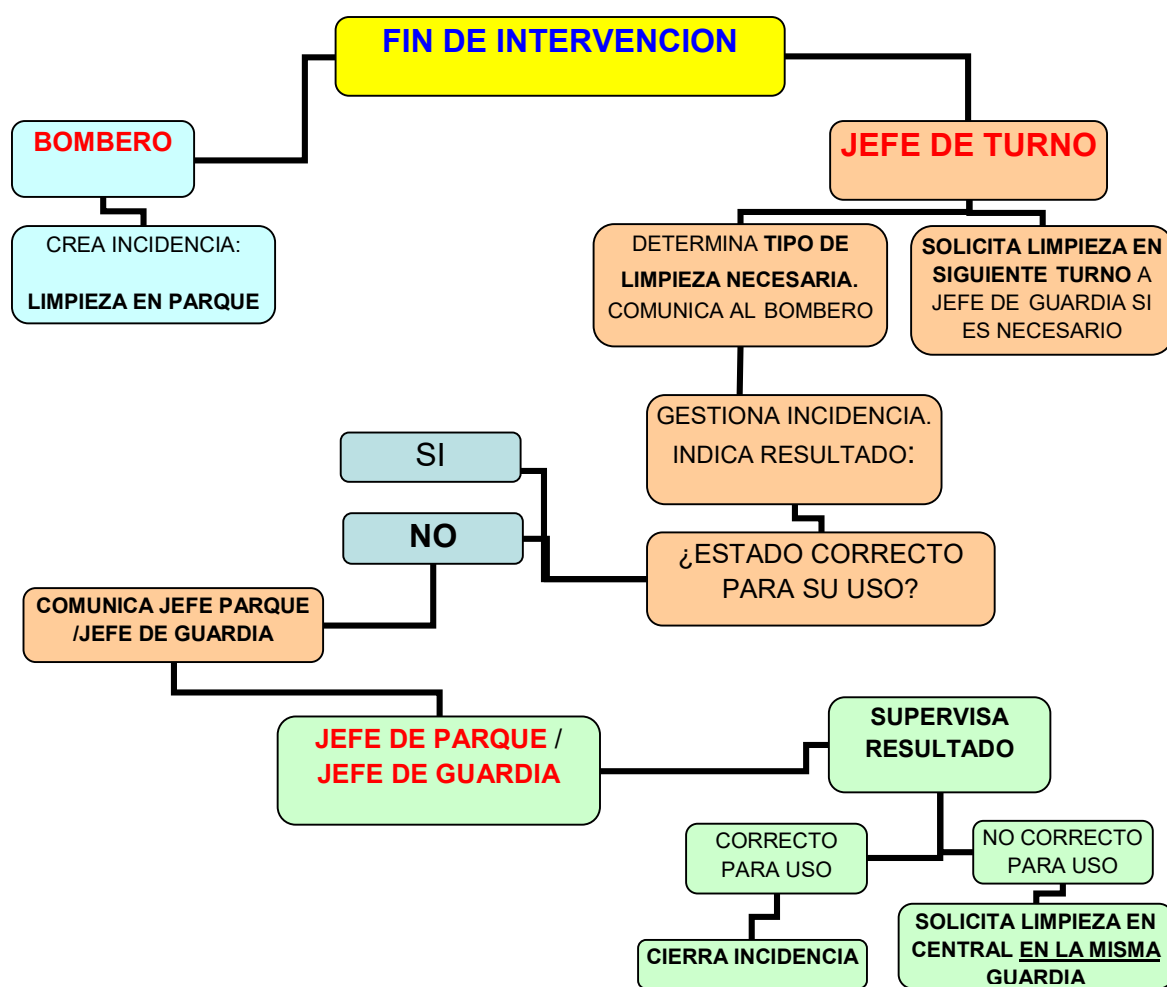 FIN DE INTERVENCION
BOMBERO
JEFE DE TURNO
CREA INCIDENCIA:
LIMPIEZA EN PARQUE
DETERMINA TIPO DE
LIMPIEZA NECESARIA.
COMUNICA AL BOMBERO
SOLICITA LIMPIEZA EN
SIGUIENTE TURNO A
JEFE DE GUARDIA SI
ES NECESARIO
GESTIONA INCIDENCIA.
INDICA RESULTADO:
SI
NO
¿ESTADO CORRECTO
PARA SU USO?
COMUNICA JEFE PARQUE
/JEFE DE GUARDIA
JEFE DE PARQUE /
JEFE DE GUARDIA
SUPERVISA
RESULTADO
CORRECTO
PARA USO
NO CORRECTO
PARA USO
CIERRA INCIDENCIA
SOLICITA LIMPIEZA EN
CENTRAL EN LA MISMA
GUARDIA